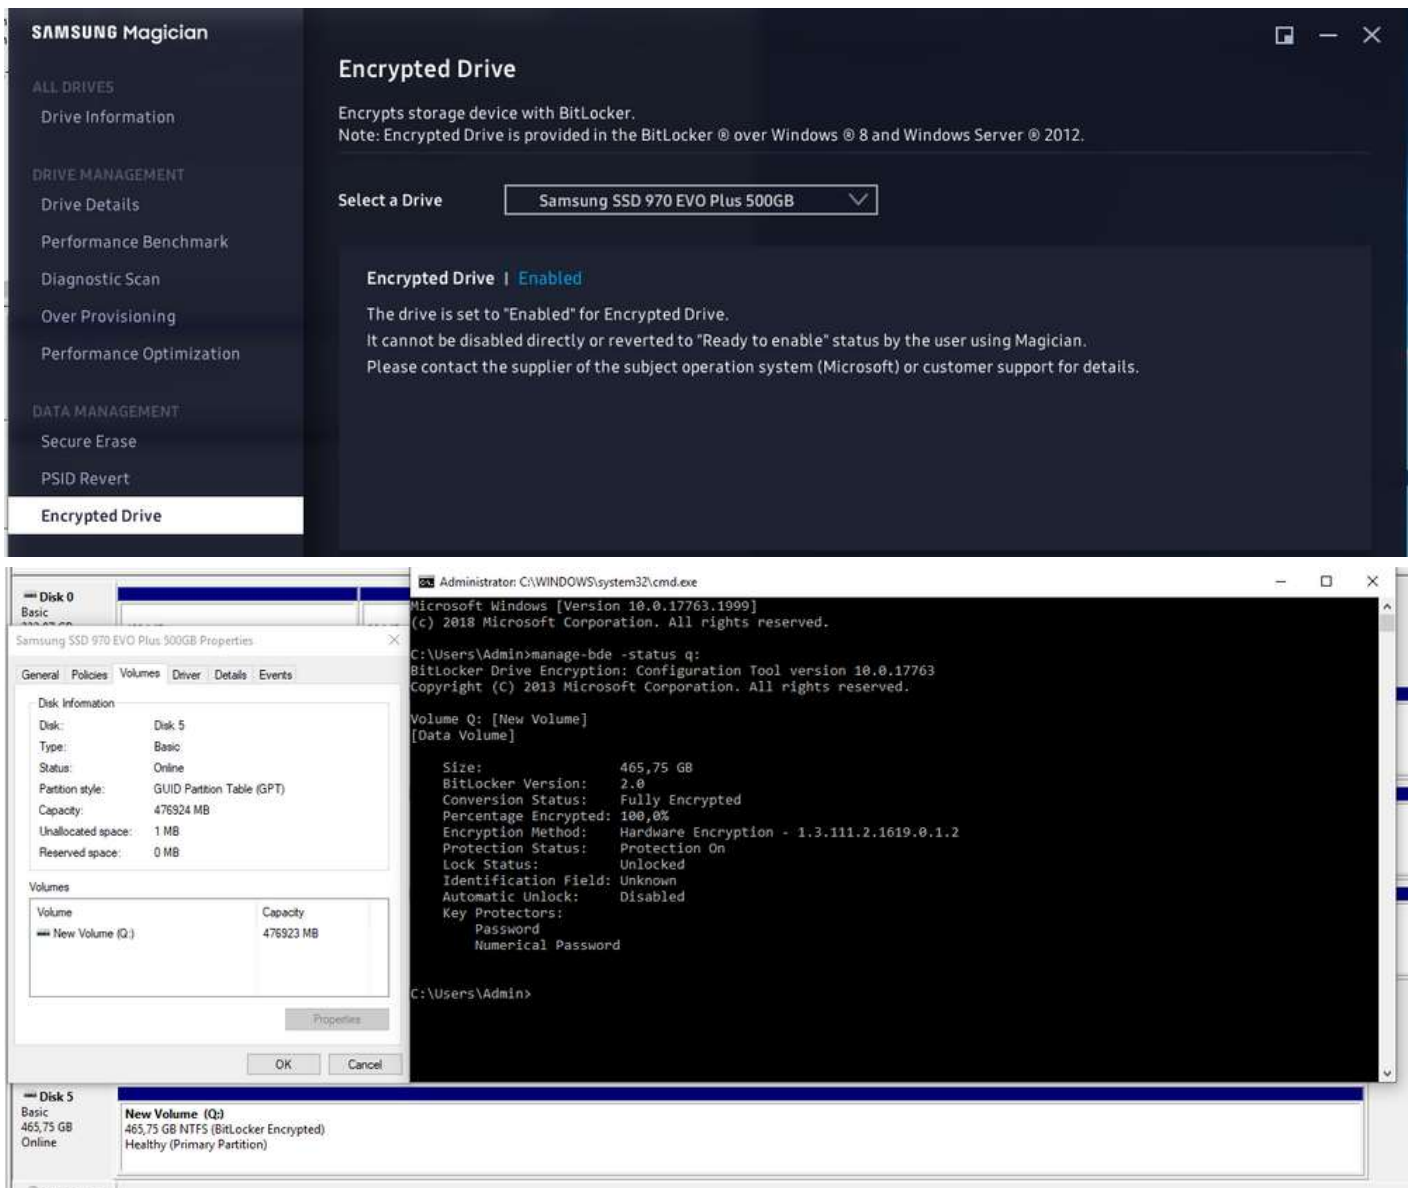 SAMSUNG Magician
ALL DRIVES
Drive Information
DRIVE MANAGEMENT
Drive Details
Performance Benchmark
Diagnostic Scan
Over Provisioning
Performance Optimization
DATA MANAGEMENT
Secure Erase
PSID Revert
Encrypted Drive
Encrypted Drive
Encrypts storage device with BitLocker.
Note: Encrypted Drive is provided in the BitLocker ® over Windows ® 8 and Windows Server ® 2012.
Select a Drive
Samsung SSD 970 EVO Plus 500GB
Encrypted Drive | Enabled
The drive is set to "Enabled" for Encrypted Drive.
It cannot be disabled directly or reverted to "Ready to enable" status by the user using Magician.
Please contact the supplier of the subject operation system (Microsoft) or customer support for details.
Disk 0
Basic
Samsung SSD 970 EVO Plus 500GB Properties
General Policies Volumes Driver Details Events
Disk Information
Disk: Disk 5
Type: Basic
Status: Online
Partition style: GUID Partition Table (GPT)
Capacity: 476924 MB
Unallocated space: 1 MB
Reserved space: 0 MB
Volumes
Volume Capacity
New Volume (Q:) 476923 MB
Properties
OK Cancel
Administrator: C:\WINDOWS\system32\cmd.exe
Microsoft Windows [Version 10.0.17763.1999]
(c) 2018 Microsoft Corporation. All rights reserved.
C:\Users\Admin>manage-bde -status q:
BitLocker Drive Encryption: Configuration Tool version 10.0.17763
Copyright (C) 2013 Microsoft Corporation. All rights reserved.
Volume Q: [New Volume]
[Data Volume]
Size: 465,75 GB
BitLocker Version: 2.0
Conversion Status: Fully Encrypted
Percentage Encrypted: 100,0%
Encryption Method: Hardware Encryption - 1.3.111.2.1619.0.1.2
Protection Status: Protection On
Lock Status: Unlocked
Identification Field: Unknown
Automatic Unlock: Disabled
Key Protectors:
Password
Numerical Password
C:\Users\Admin>
Disk 5
Basic
465,75 GB
Online
New Volume (Q:)
465,75 GB NTFS (BitLocker Encrypted)
Healthy (Primary Partition)